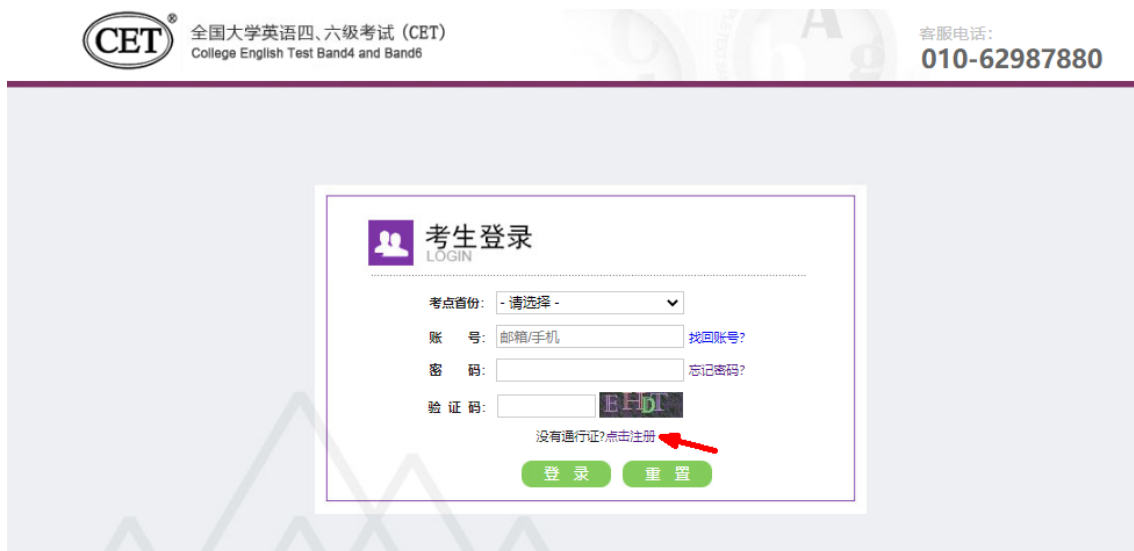 CET®
全国大学英语四、六级考试（CET）
College English Test Band4 and Band6
客服电话：
010-62987880
考生登录
LOGIN
考点省份： - 请选择 -
账 号： 邮箱/手机 找回账号?
密 码： 忘记密码?
验 证 码： EHDT
没有通行证?点击注册
登 录 重 置